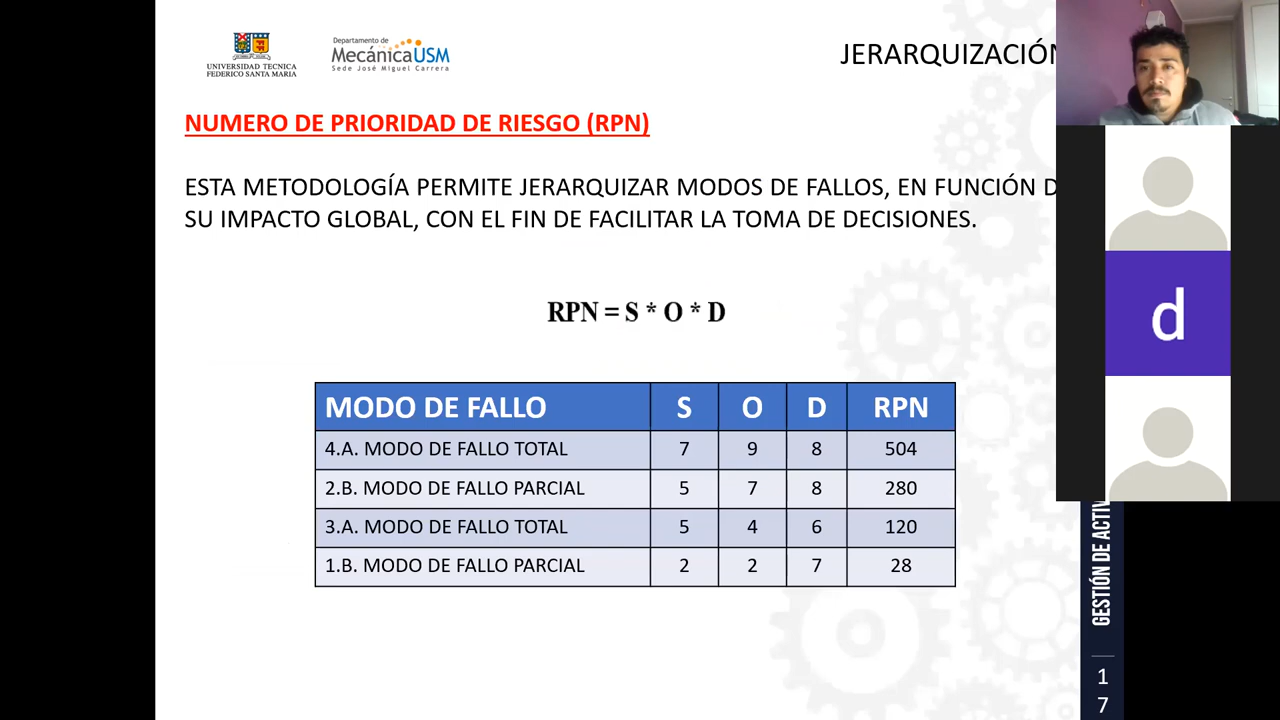 UNIVERSIDAD TECNICA
FEDERICO SANTA MARIA
Departamento de
MecánicaUSM
Sede José Miguel Carrera
JERARQUIZACIÓN
NUMERO DE PRIORIDAD DE RIESGO (RPN)
ESTA METODOLOGÍA PERMITE JERARQUIZAR MODOS DE FALLOS, EN FUNCIÓN D
SU IMPACTO GLOBAL, CON EL FIN DE FACILITAR LA TOMA DE DECISIONES.
RPN = S * O * D
MODO DE FALLO S O D RPN
4.A. MODO DE FALLO TOTAL 7 9 8 504
2.B. MODO DE FALLO PARCIAL 5 7 8 280
3.A. MODO DE FALLO TOTAL 5 4 6 120
1.B. MODO DE FALLO PARCIAL 2 2 7 28
d
GESTIÓN DE ACTIV
1
7